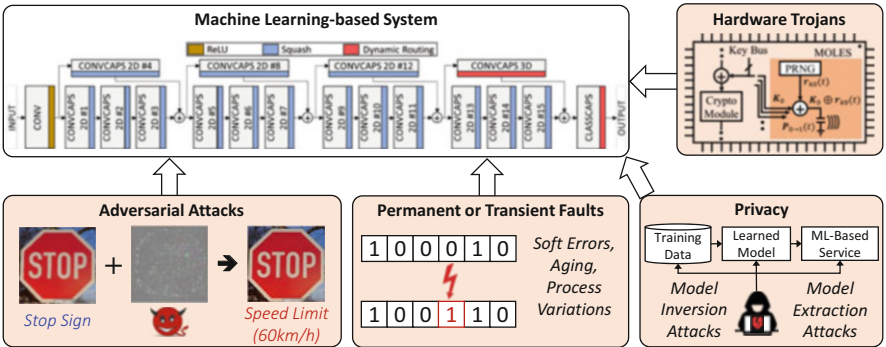 Machine Learning-based System
ReLU
Squash
Dynamic Routing
CONVCAPS 2D #4
CONVCAPS 2D #8
CONVCAPS 2D #12
CONVCAPS 3D
INPUT
CONV
CONVCAPS 2D #1
CONVCAPS 2D #2
CONVCAPS 2D #3
CONVCAPS 2D #5
CONVCAPS 2D #6
CONVCAPS 2D #7
CONVCAPS 2D #9
CONVCAPS 2D #10
CONVCAPS 2D #11
CONVCAPS 2D #13
CONVCAPS 2D #14
CONVCAPS 2D #15
CLASSCAPS
OUTPUT
Hardware Trojans
Key Bus
MOLES
PRNG
r₈₀(t)
Crypto
Module
K₀ ⊕ r₈₀(t)
Adversarial Attacks
STOP
+
STOP
Stop Sign
Speed Limit
(60km/h)
Permanent or Transient Faults
1 0 0 0 0 1 0
1 0 0 1 1 1 0
Soft Errors,
Aging,
Process
Variations
Privacy
Training
Data
Learned
Model
ML-Based
Service
Model
Inversion
Attacks
Model
Extraction
Attacks